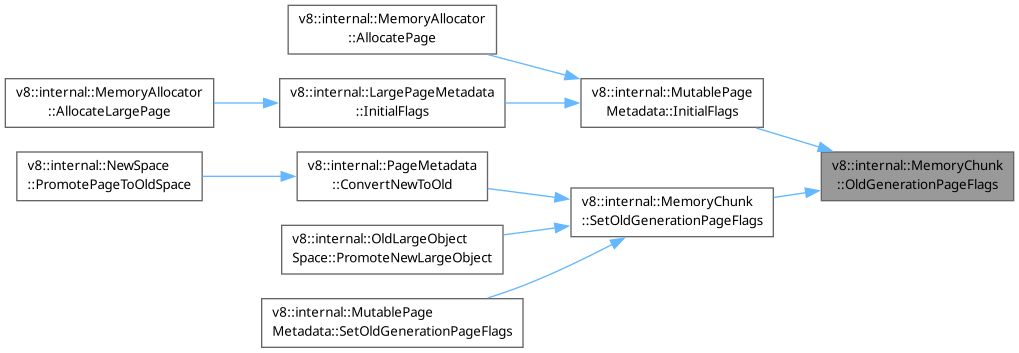 v8::internal::MemoryAllocator
::AllocatePage
v8::internal::MemoryAllocator
::AllocateLargePage
v8::internal::LargePageMetadata
::InitialFlags
v8::internal::MutablePage
Metadata::InitialFlags
v8::internal::NewSpace
::PromotePageToOldSpace
v8::internal::PageMetadata
::ConvertNewToOld
v8::internal::MemoryChunk
::OldGenerationPageFlags
v8::internal::MemoryChunk
::SetOldGenerationPageFlags
v8::internal::OldLargeObject
Space::PromoteNewLargeObject
v8::internal::MutablePage
Metadata::SetOldGenerationPageFlags